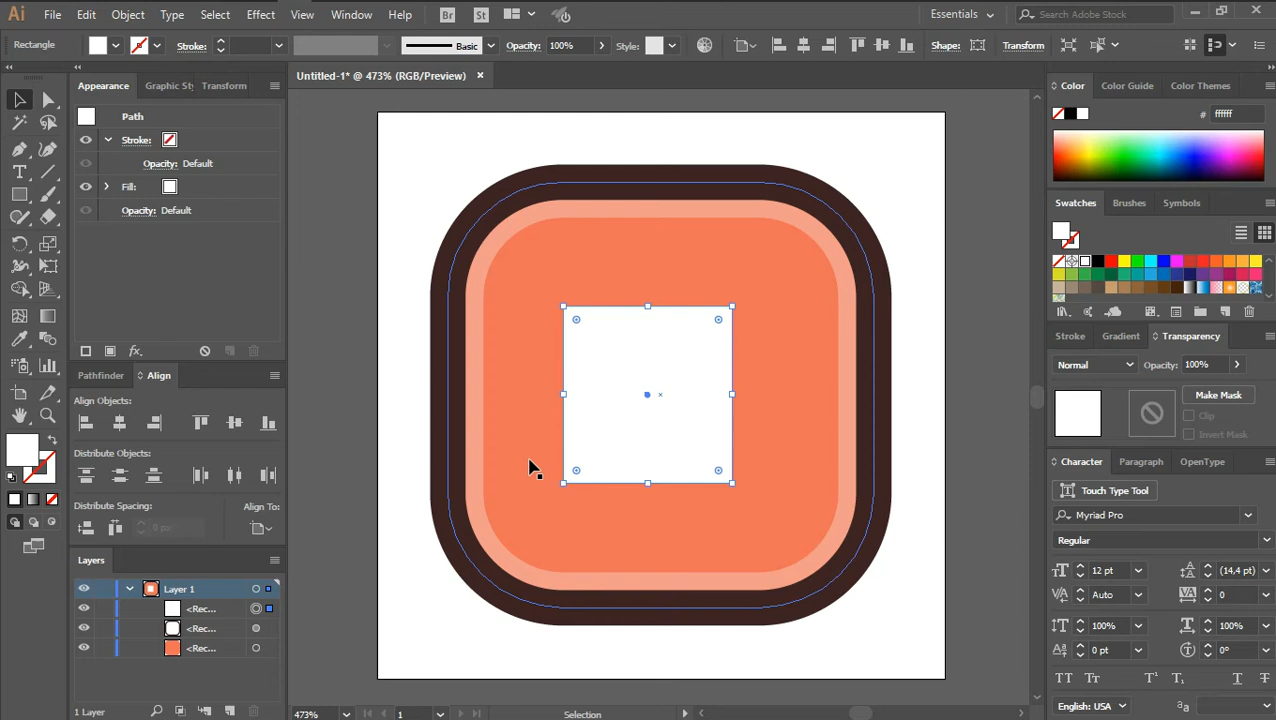 Ai File Edit Object Type Select Effect View Window Help Br St Essentials Search Adobe Stock
Rectangle Stroke: Basic Opacity: 100% Style: Shape: Transform
Appearance Graphic Sty Transform
Untitled-1* @ 473% (RGB/Preview)
Color Color Guide Color Themes
Path
# ffffff
Stroke:
Opacity: Default
Fill:
Opacity: Default
Swatches Brushes Symbols
Stroke Gradient Transparency
fx
Normal Opacity: 100%
Pathfinder Align
Align Objects:
Make Mask
Clip
Invert Mask
Distribute Objects:
Character Paragraph OpenType
Touch Type Tool
Distribute Spacing: Align To:
0 px
Myriad Pro
Regular
Layers
12 pt (14,4 pt)
Layer 1
Auto 0
<Rec...
<Rec...
100% 100%
<Rec...
0 pt 0°
English: USA
1 Layer
473% 1 Selection